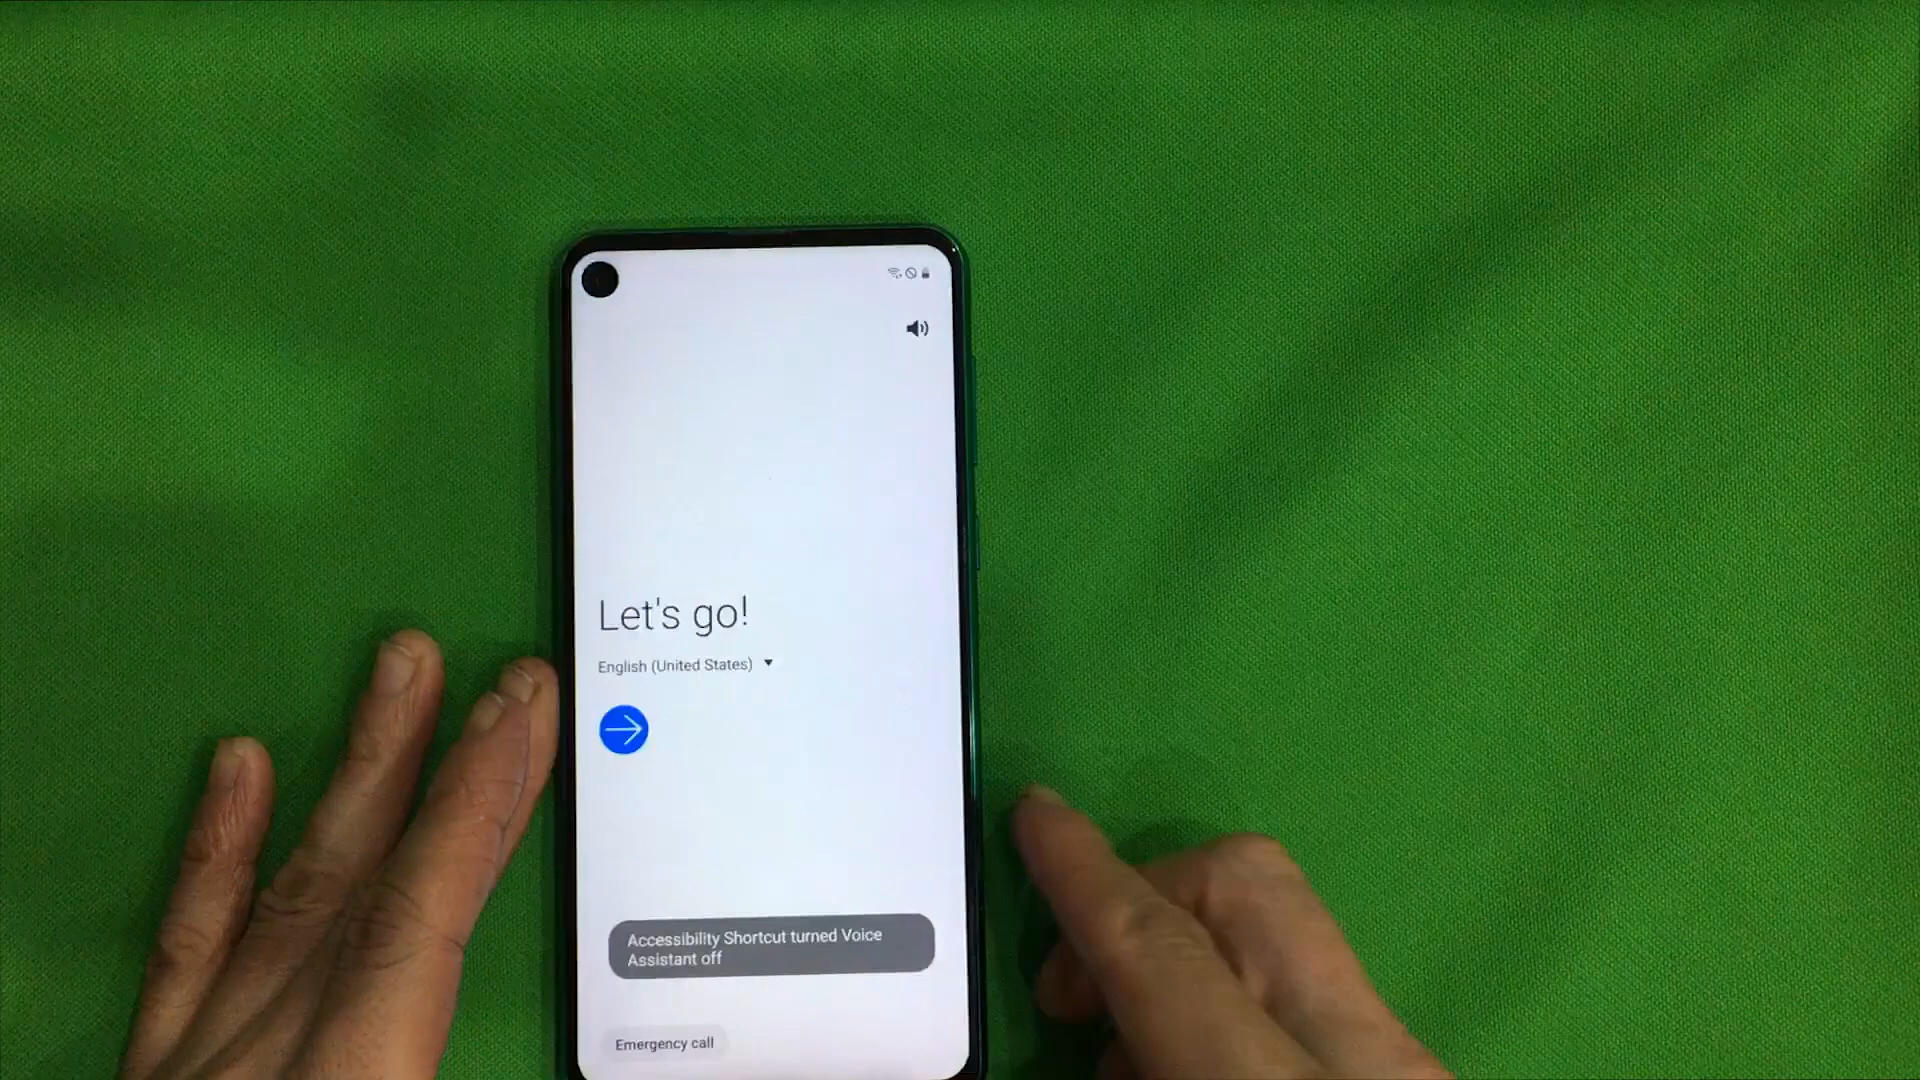 Let's go!
English (United States)
Accessibility Shortcut turned Voice
Assistant off
Emergency call